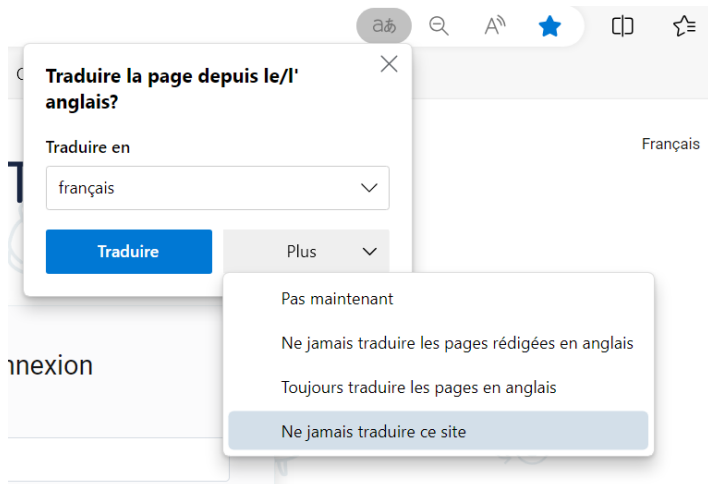 aあ
Traduire la page depuis le/l'
anglais?
Traduire en
Français
français
Traduire
Plus
Pas maintenant
Ne jamais traduire les pages rédigées en anglais
nnexion
Toujours traduire les pages en anglais
Ne jamais traduire ce site